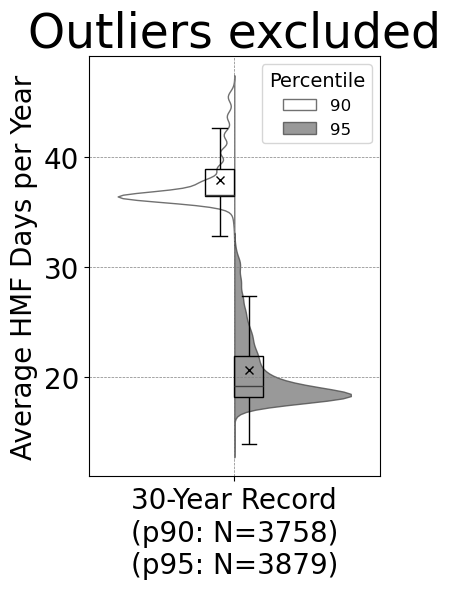 Outliers excluded
Average HMF Days per Year
Percentile
90
95
40
30
20
30-Year Record
(p90: N=3758)
(p95: N=3879)